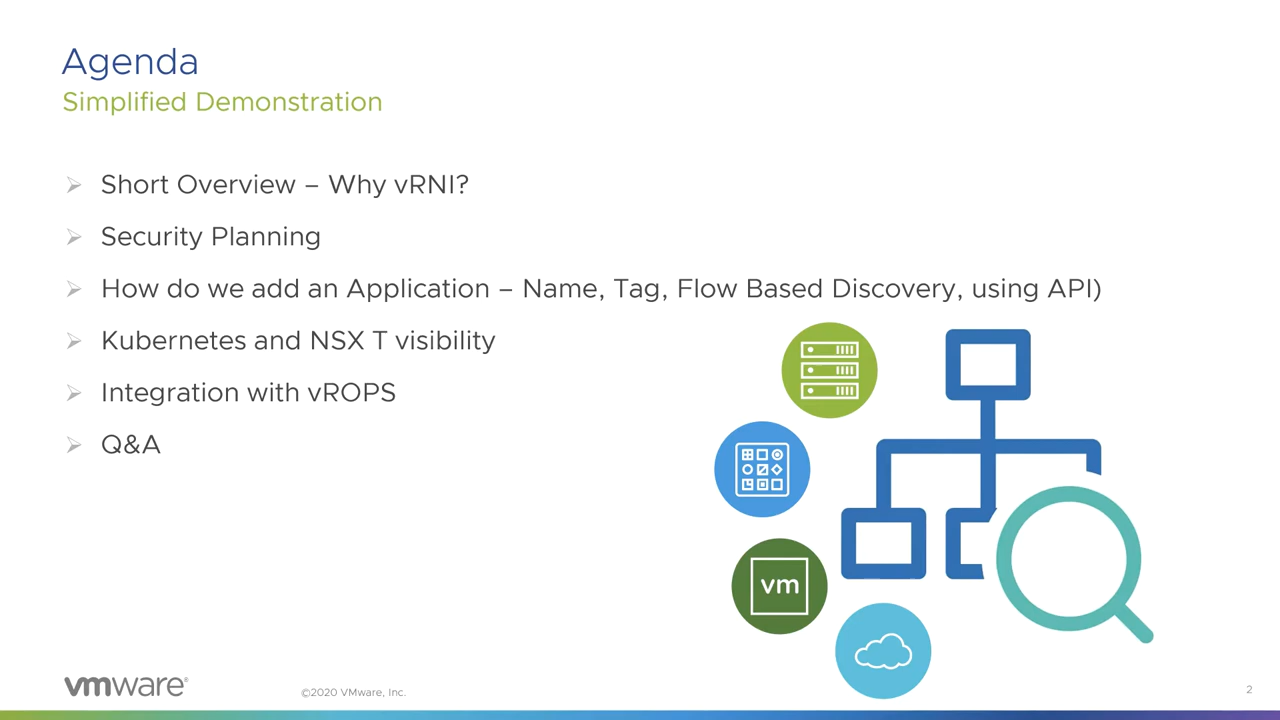 Agenda
Simplified Demonstration
Short Overview – Why vRNI?
Security Planning
How do we add an Application – Name, Tag, Flow Based Discovery, using API)
Kubernetes and NSX T visibility
Integration with vROPS
Q&A
vm
vmware®
©2020 VMware, Inc.
2